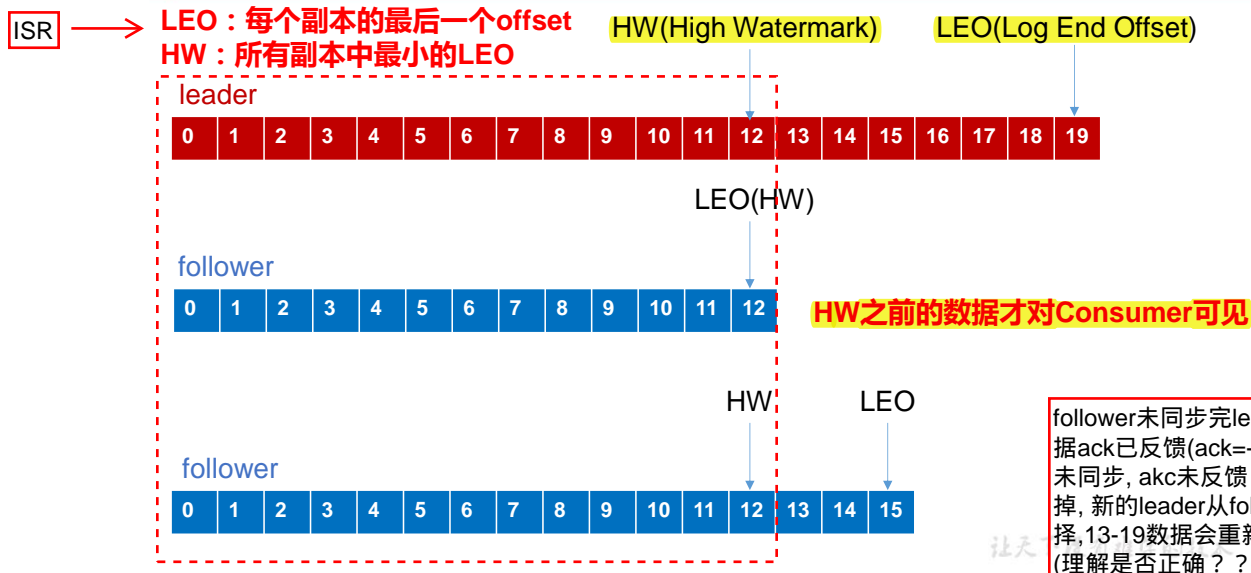 ISR
LEO：每个副本的最后一个offset
HW：所有副本中最小的LEO
HW(High Watermark)
LEO(Log End Offset)
leader
0 1 2 3 4 5 6 7 8 9 10 11 12 13 14 15 16 17 18 19
LEO(HW)
follower
0 1 2 3 4 5 6 7 8 9 10 11 12
HW之前的数据才对Consumer可见
HW
LEO
follower
0 1 2 3 4 5 6 7 8 9 10 11 12 13 14 15
follower未同步完le
据ack已反馈(ack=-
未同步, akc未反馈
掉, 新的leader从fol
择,13-19数据会重新
(理解是否正确？？
让天